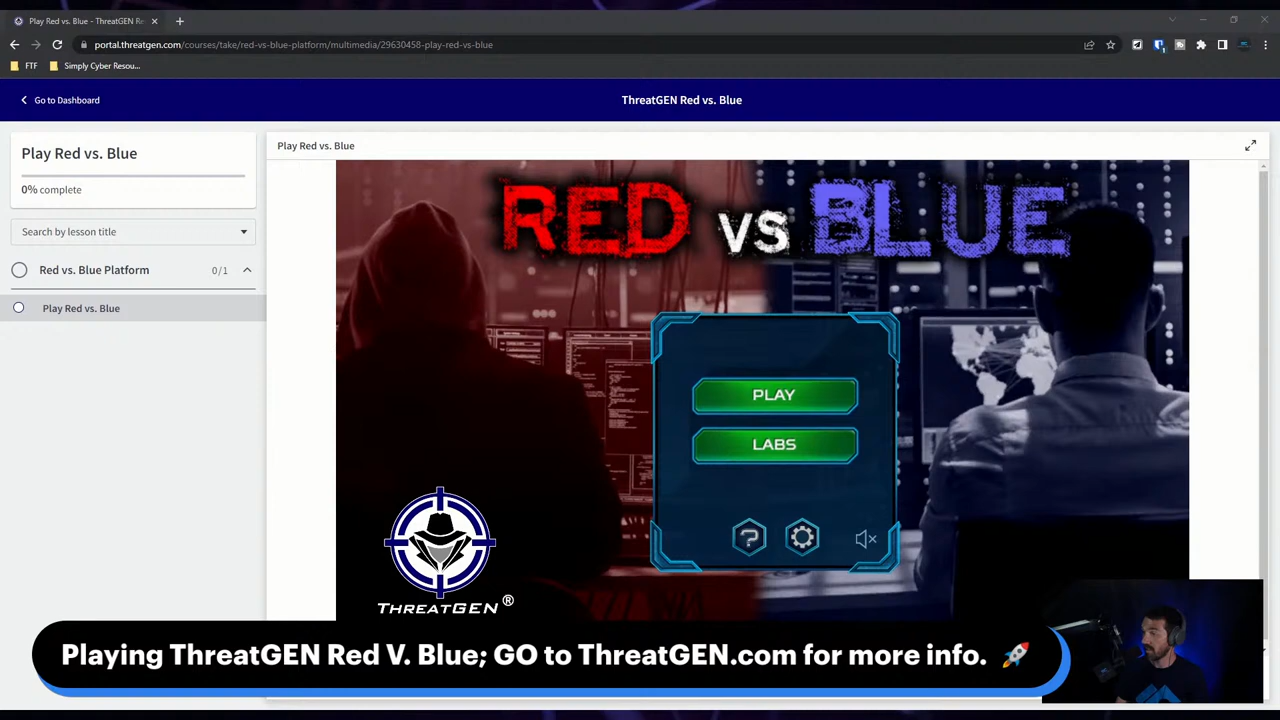 Play Red vs. Blue - ThreatGEN Re
portal.threatgen.com/courses/take/red-vs-blue-platform/multimedia/29630458-play-red-vs-blue
FTF
Simply Cyber Resou...
Go to Dashboard
ThreatGEN Red vs. Blue
Play Red vs. Blue
0% complete
Search by lesson title
Red vs. Blue Platform 0/1
Play Red vs. Blue
Play Red vs. Blue
RED VS BLUE
PLAY
LABS
?
THREATGEN®
Playing ThreatGEN Red V. Blue; GO to ThreatGEN.com for more info. 🚀